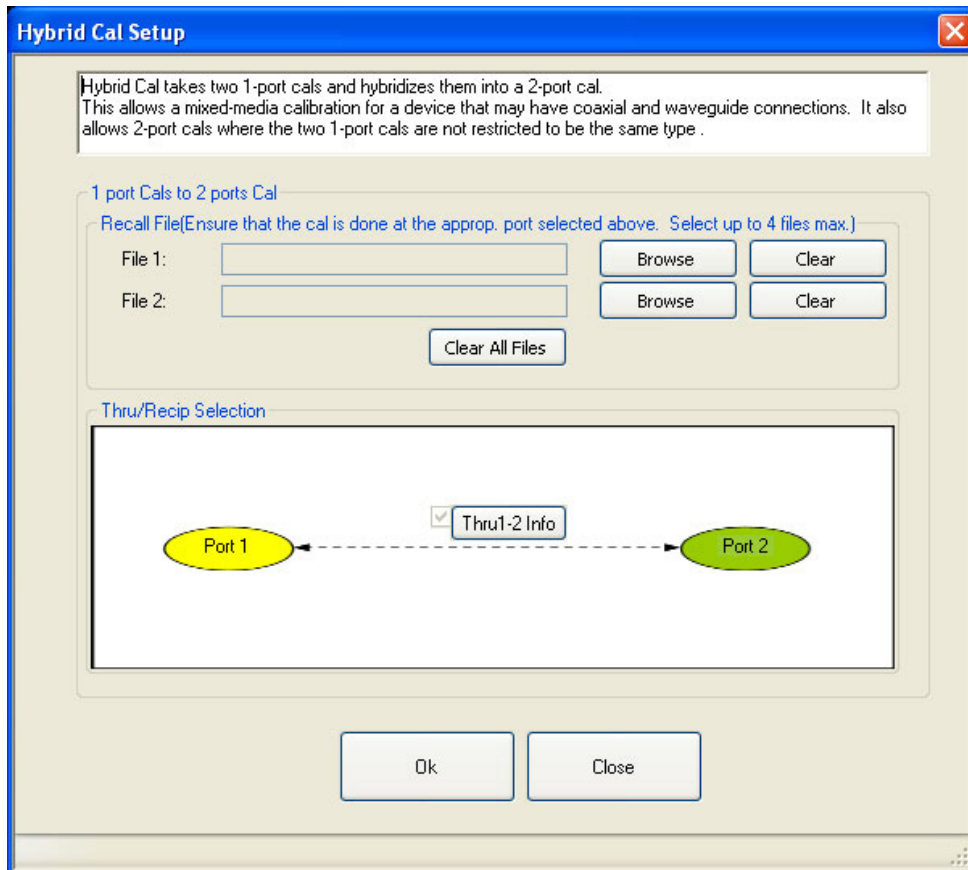 Hybrid Cal Setup
Hybrid Cal takes two 1-port cals and hybridizes them into a 2-port cal.
This allows a mixed-media calibration for a device that may have coaxial and waveguide connections. It also
allows 2-port cals where the two 1-port cals are not restricted to be the same type .
1 port Cals to 2 ports Cal
Recall File(Ensure that the cal is done at the approp. port selected above. Select up to 4 files max.)
File 1: Browse Clear
File 2: Browse Clear
Clear All Files
Thru/Recip Selection
Thru1-2 Info
Port 1 Port 2
Ok Close